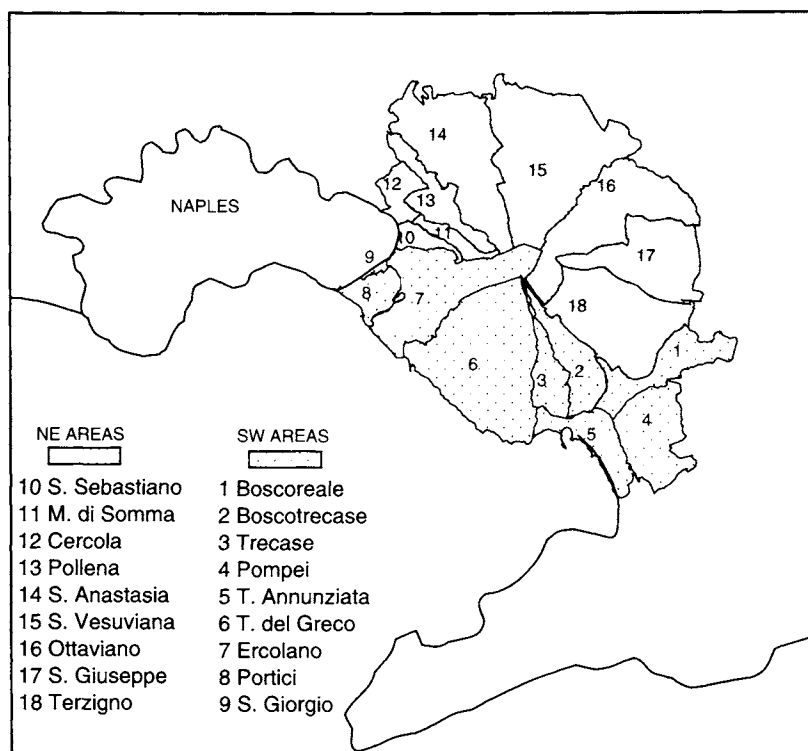 14
15
12
16
13
NAPLES
11
10
17
9
7
18
8
1
6
2
3
4
5
NE AREAS
10 S. Sebastiano
11 M. di Somma
12 Cercola
13 Pollena
14 S. Anastasia
15 S. Vesuviana
16 Ottaviano
17 S. Giuseppe
18 Terzigno
SW AREAS
1 Boscoreale
2 Boscotrecase
3 Trecase
4 Pompei
5 T. Annunziata
6 T. del Greco
7 Ercolano
8 Portici
9 S. Giorgio